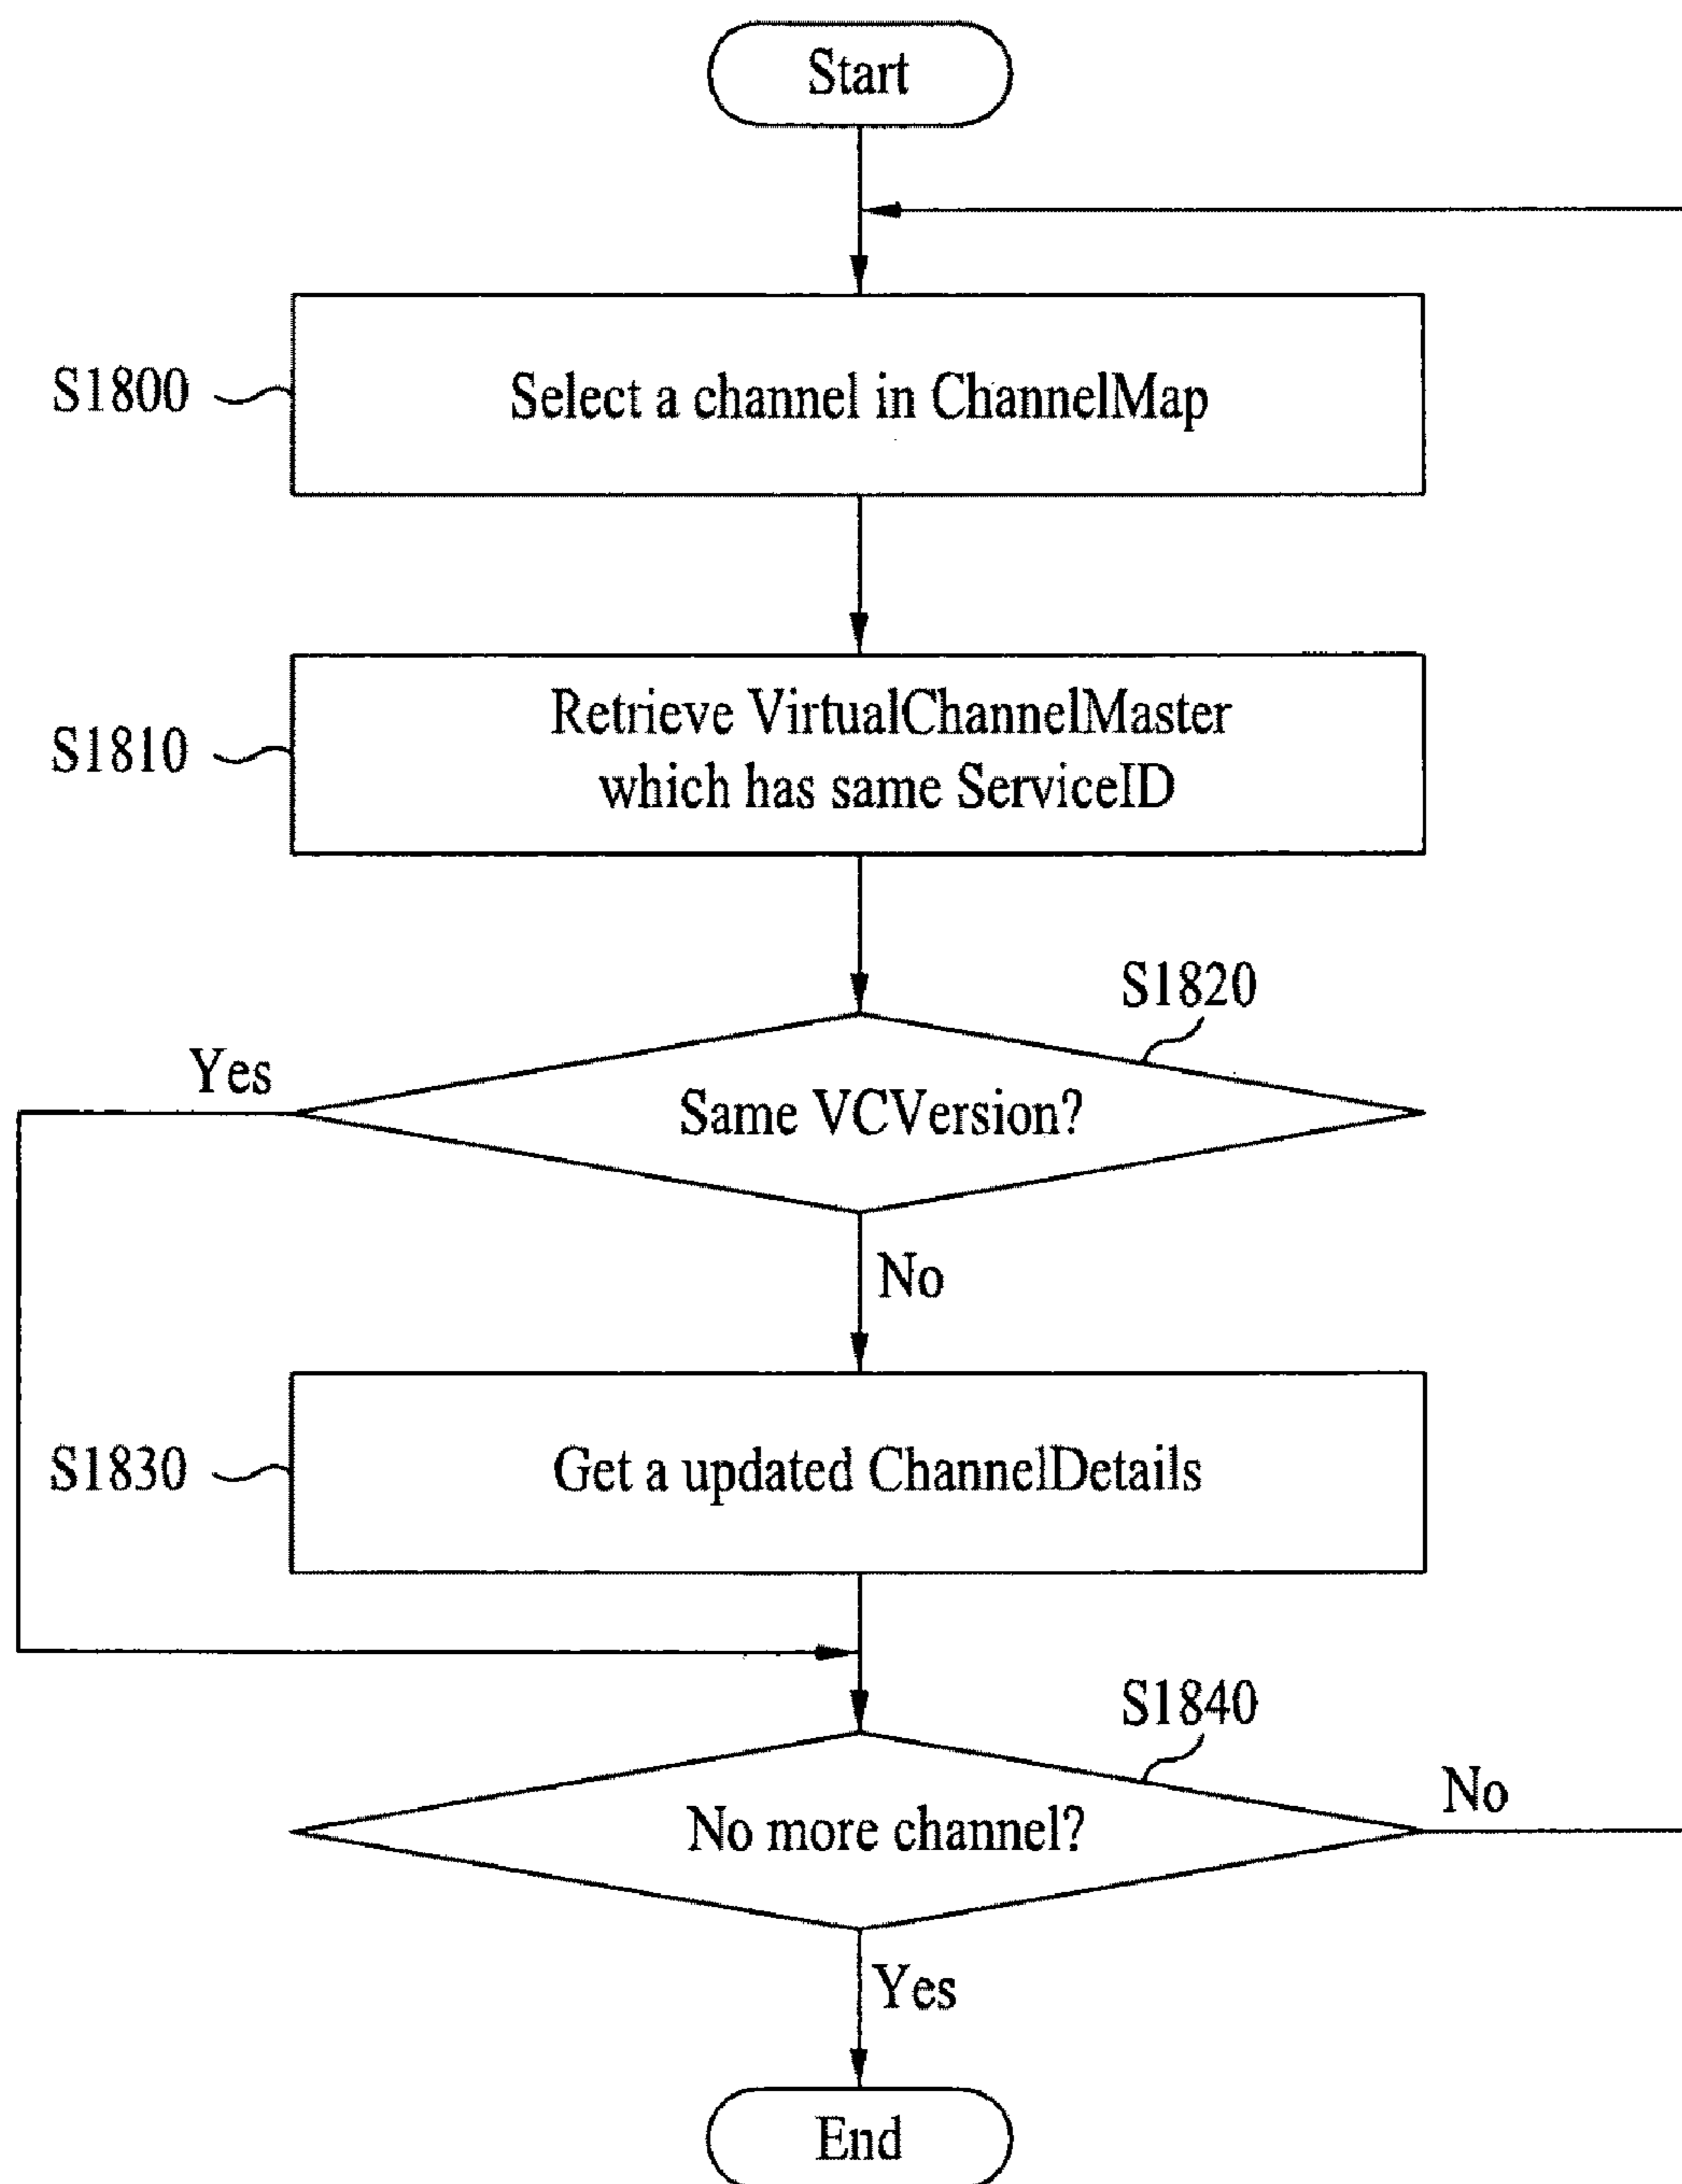 Start
S1800
Select a channel in ChannelMap
S1810
Retrieve VirtualChannelMaster
which has same ServiceID
S1820
Yes
Same VCVersion?
No
S1830
Get a updated ChannelDetails
S1840
No
No more channel?
Yes
End